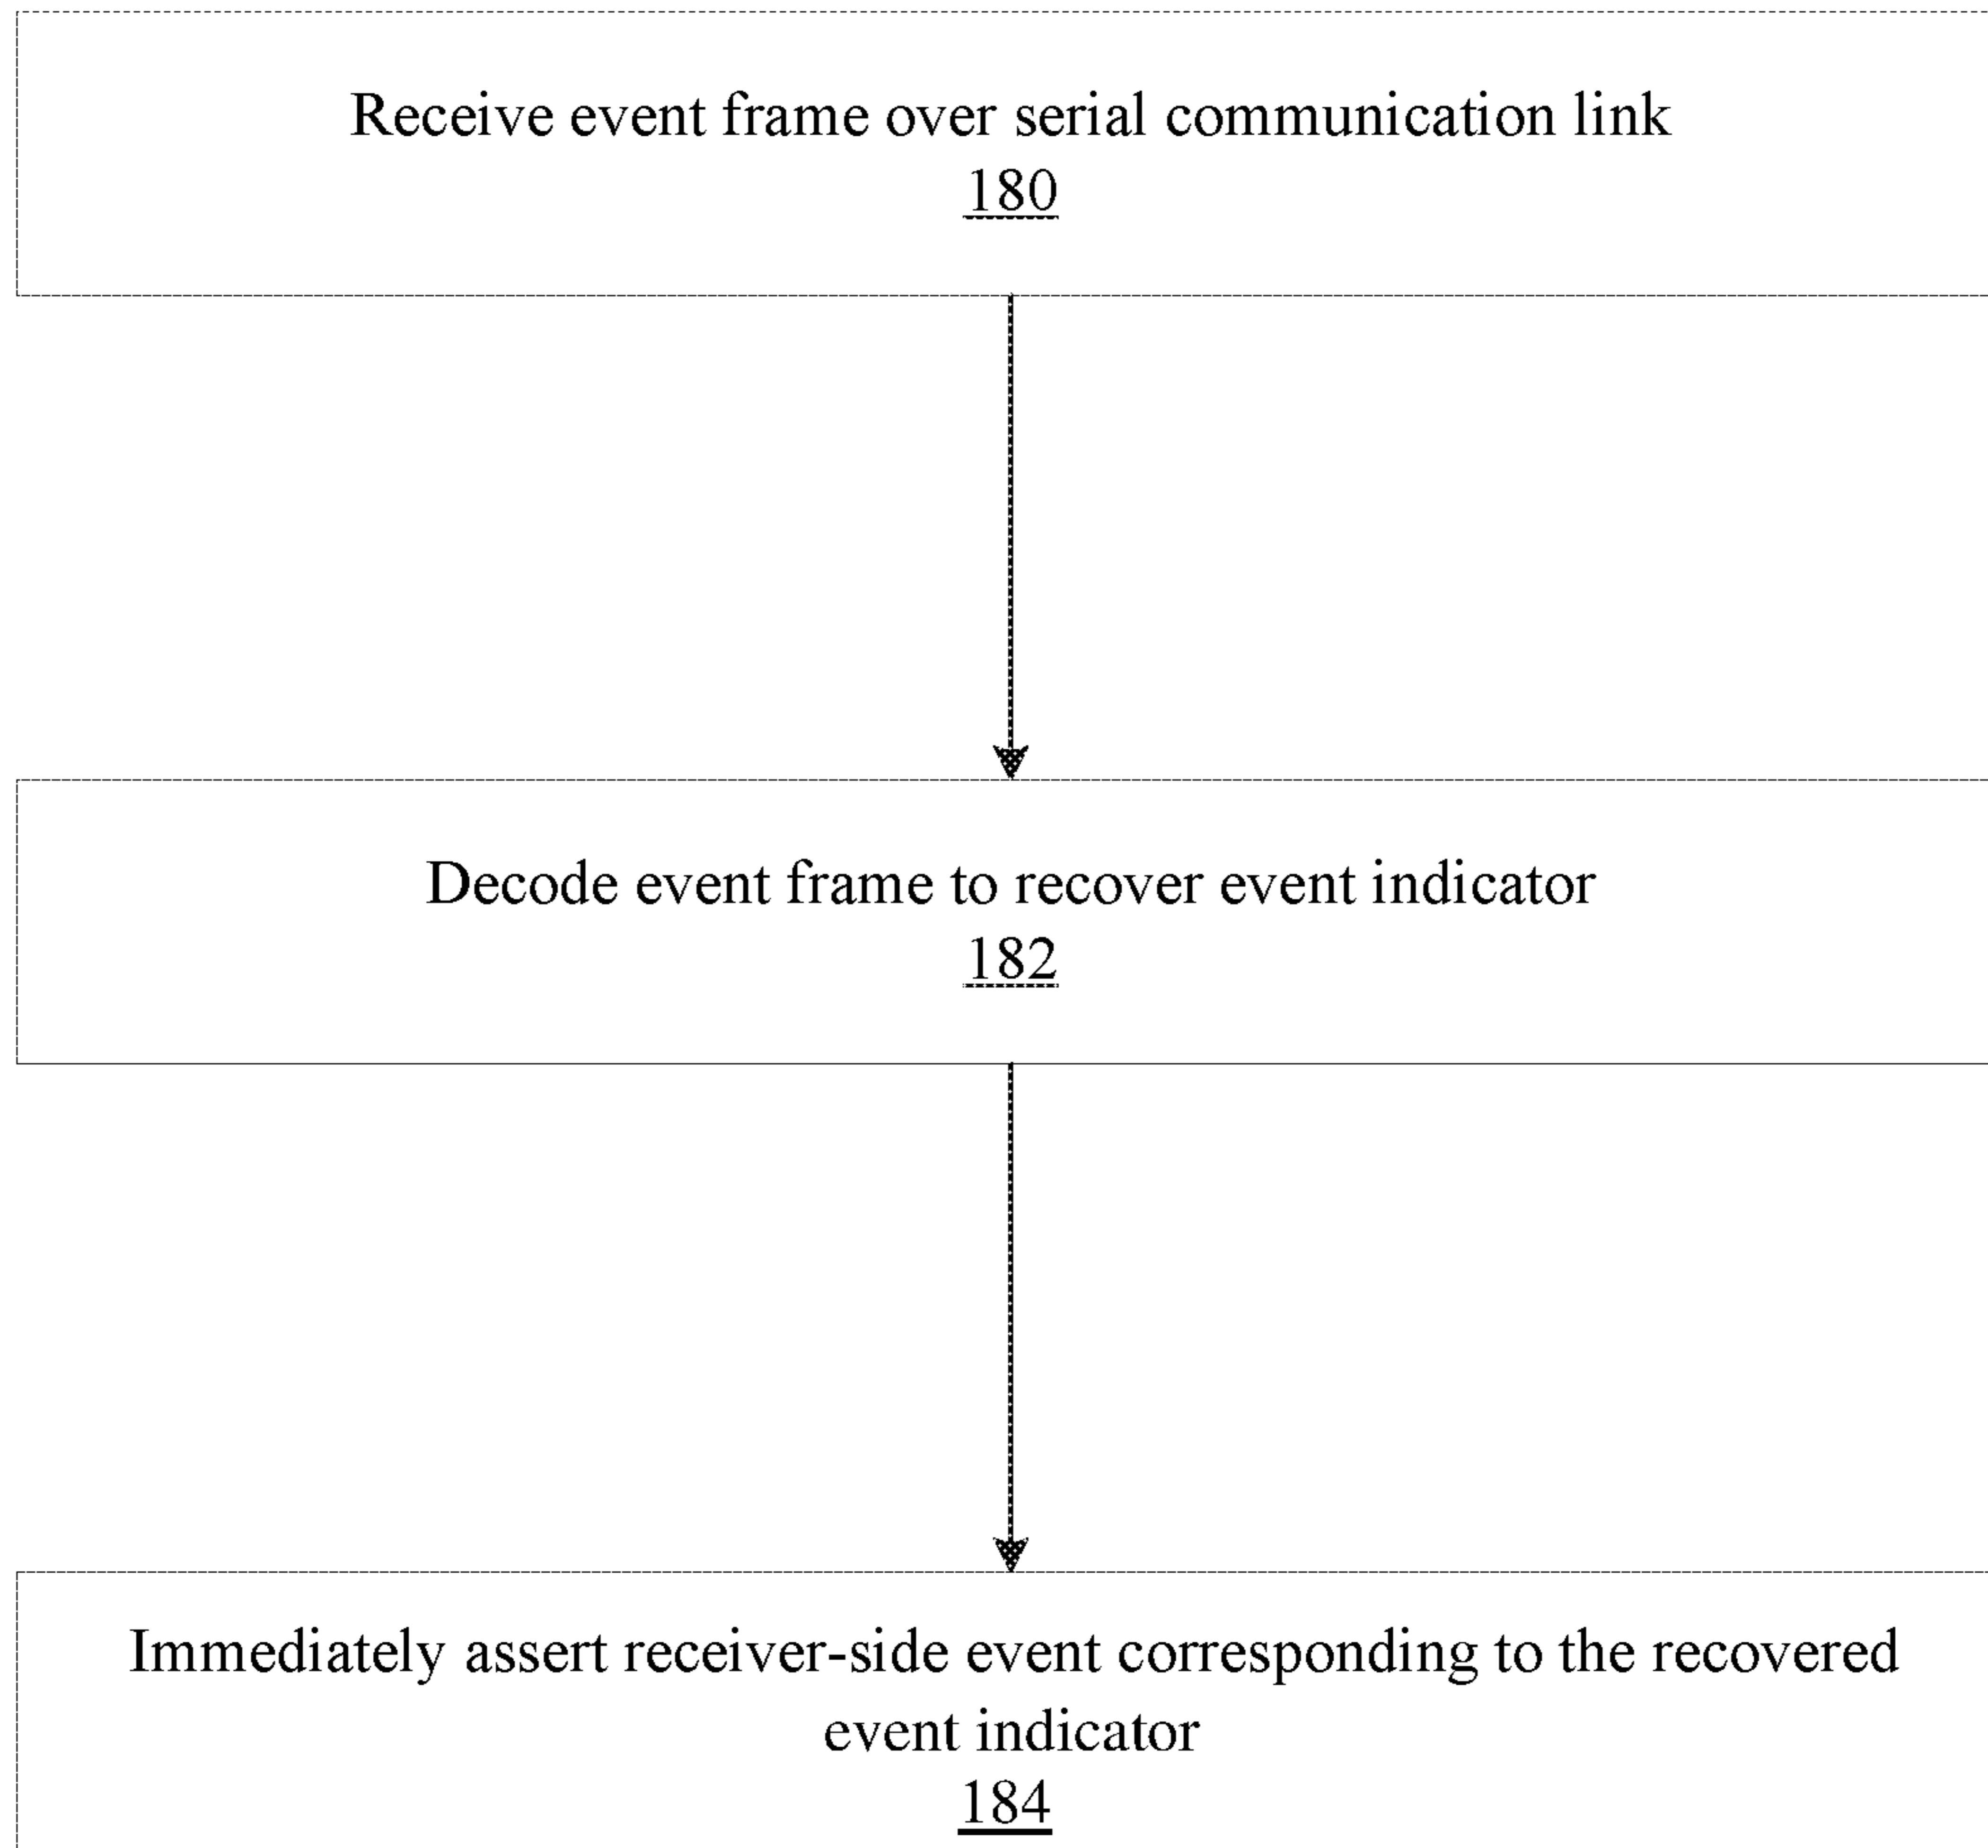 Receive event frame over serial communication link
180
Decode event frame to recover event indicator
182
Immediately assert receiver-side event corresponding to the recovered
event indicator
184